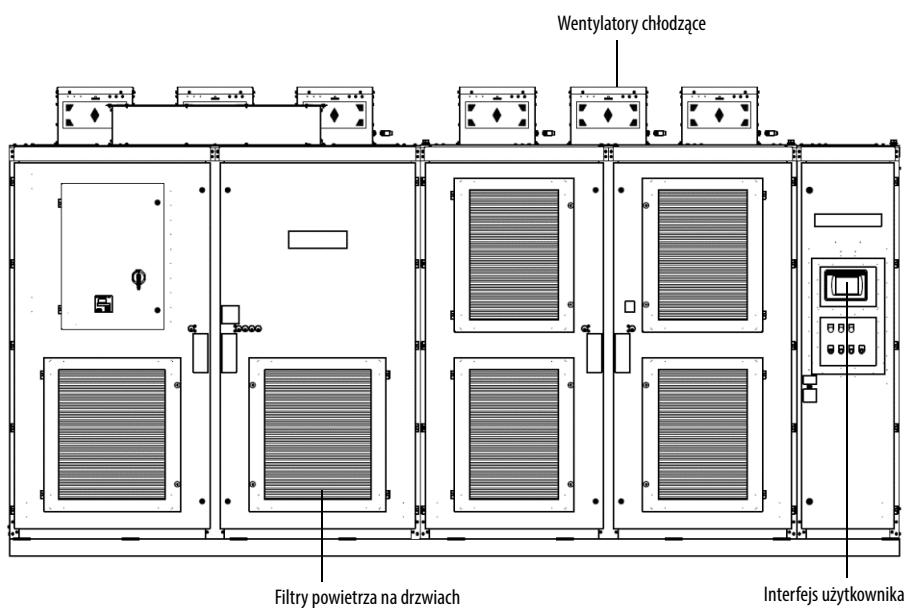 Wentylatory chłodzące
Filtry powietrza na drzwiach
Interfejs użytkownika